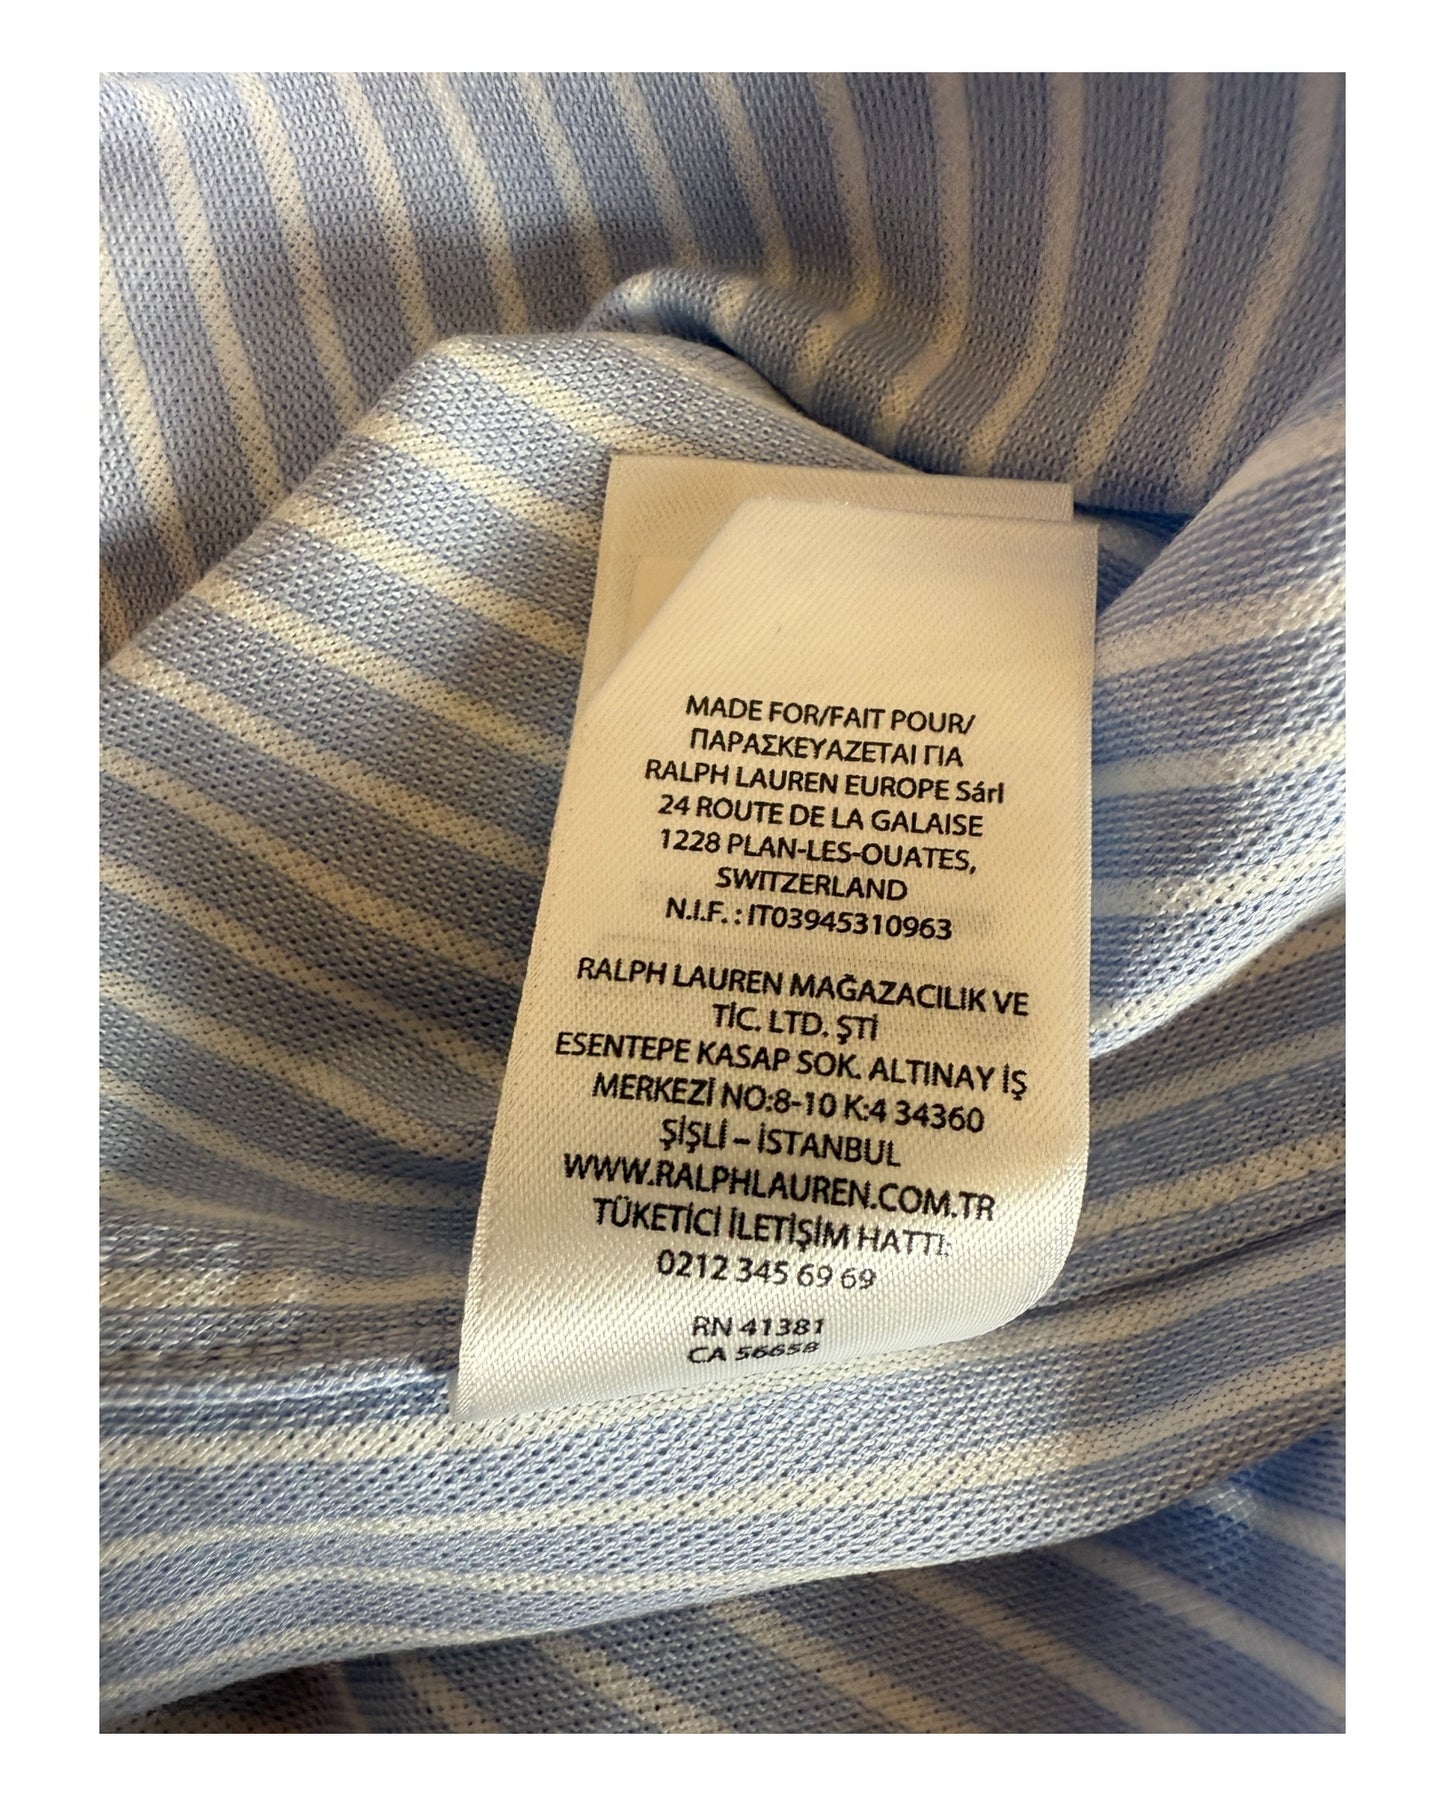 MADE FOR/FAIT POUR/
ΠΑΡΑΣΚΕΥΑΖΕΤΑΙ ΓΙΑ
RALPH LAUREN EUROPE Sárl
24 ROUTE DE LA GALAISE
1228 PLAN-LES-OUATES,
SWITZERLAND
N.I.F. : IT03945310963
RALPH LAUREN MAĞAZACILIK VE
TİC. LTD. ŞTİ
ESENTEPE KASAP SOK. ALTINAY İŞ
MERKEZİ NO:8-10 K:4 34360
ŞİŞLİ – İSTANBUL
WWW.RALPHLAUREN.COM.TR
TÜKETİCİ İLETİŞİM HATTI:
0212 345 69 69
RN 41381
CA 56658